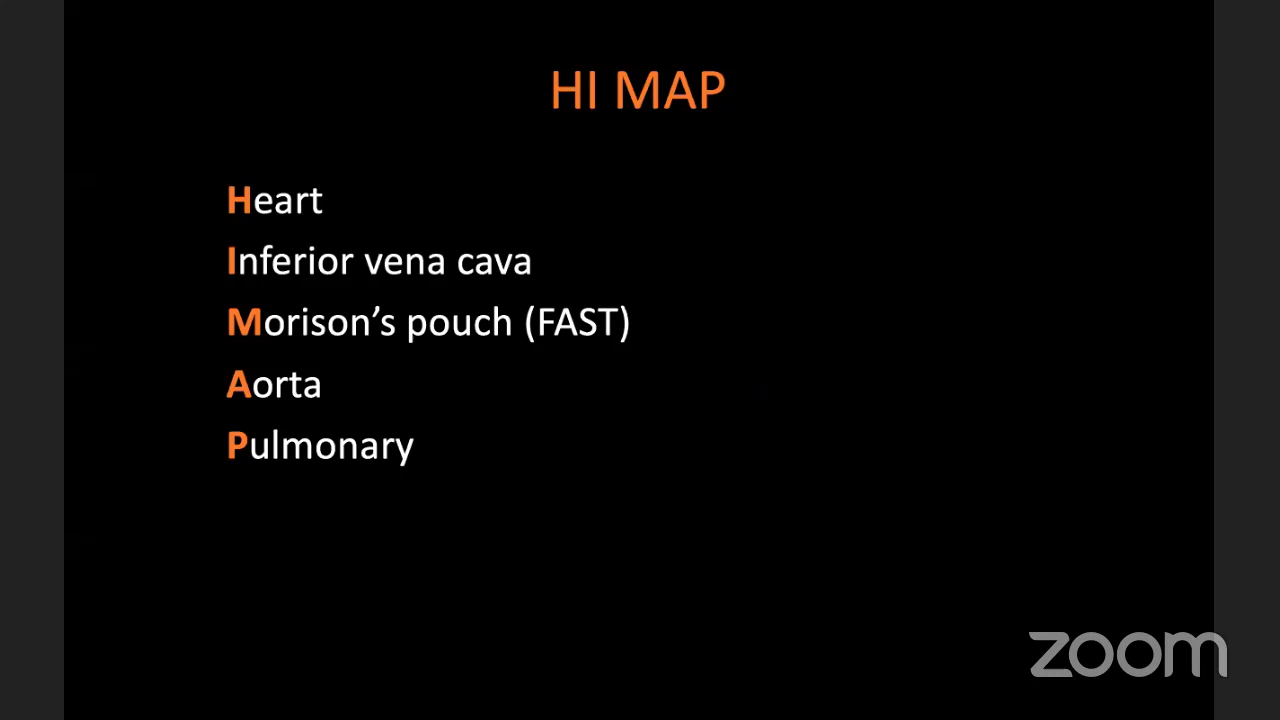 HI MAP
Heart
Inferior vena cava
Morison’s pouch (FAST)
Aorta
Pulmonary
zoom